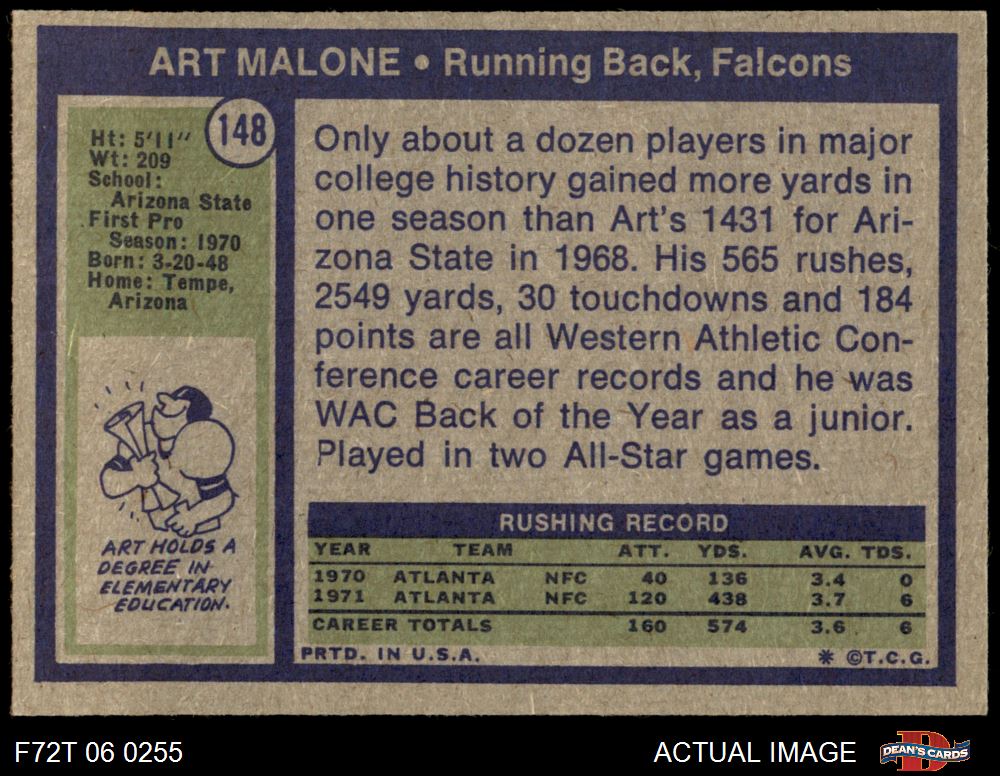 ART MALONE • Running Back, Falcons
148
Ht: 5'11"
Wt: 209
School:
Arizona State
First Pro
Season: 1970
Born: 3-20-48
Home: Tempe,
Arizona
ART HOLDS A
DEGREE IN
ELEMENTARY
EDUCATION.
Only about a dozen players in major
college history gained more yards in
one season than Art's 1431 for Ari-
zona State in 1968. His 565 rushes,
2549 yards, 30 touchdowns and 184
points are all Western Athletic Con-
ference career records and he was
WAC Back of the Year as a junior.
Played in two All-Star games.
RUSHING RECORD
YEAR TEAM ATT. YDS. AVG. TDS.
1970 ATLANTA NFC 40 136 3.4 0
1971 ATLANTA NFC 120 438 3.7 6
CAREER TOTALS 160 574 3.6 6
PRTD. IN U.S.A. * ©T.C.G.
F72T 06 0255 ACTUAL IMAGE D DEAN'S CARDS